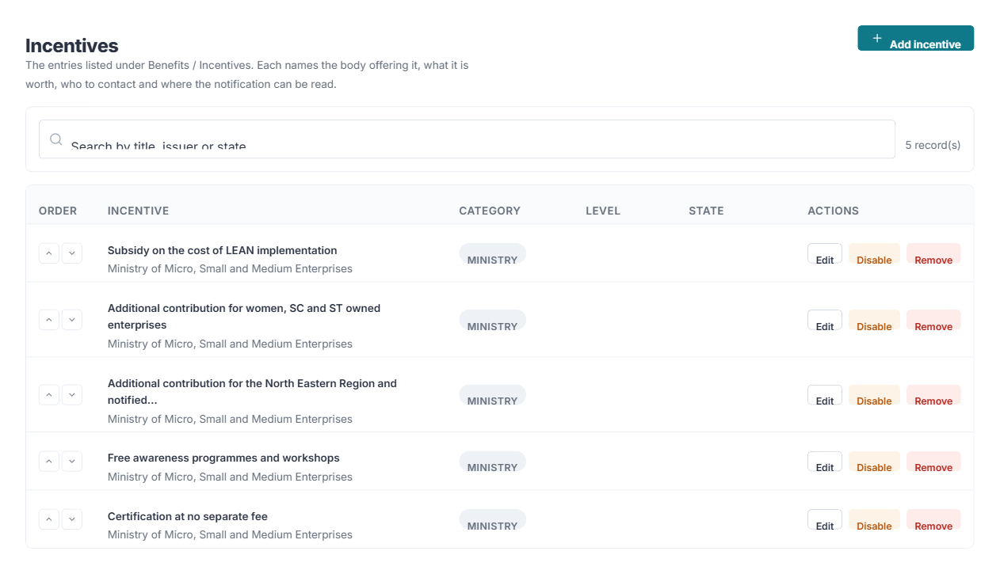 Incentives
Add incentive
The entries listed under Benefits / Incentives. Each names the body offering it, what it is
worth, who to contact and where the notification can be read.
Search by title, issuer or state
5 record(s)
ORDER INCENTIVE CATEGORY LEVEL STATE ACTIONS
Subsidy on the cost of LEAN implementation
Ministry of Micro, Small and Medium Enterprises
MINISTRY Edit Disable Remove
Additional contribution for women, SC and ST owned
enterprises
Ministry of Micro, Small and Medium Enterprises
MINISTRY Edit Disable Remove
Additional contribution for the North Eastern Region and
notified...
Ministry of Micro, Small and Medium Enterprises
MINISTRY Edit Disable Remove
Free awareness programmes and workshops
Ministry of Micro, Small and Medium Enterprises
MINISTRY Edit Disable Remove
Certification at no separate fee
Ministry of Micro, Small and Medium Enterprises
MINISTRY Edit Disable Remove